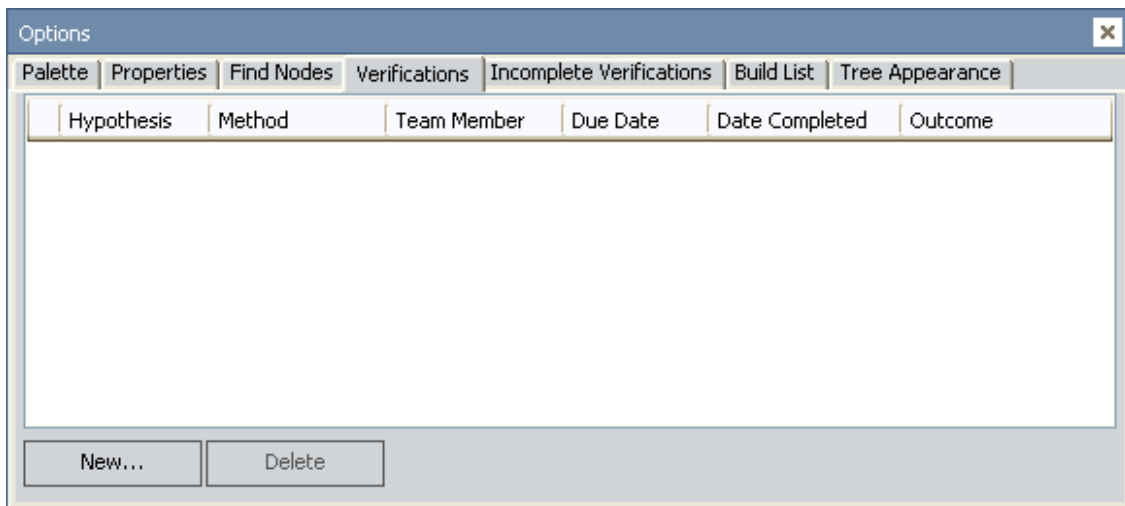 Options
Palette Properties Find Nodes Verifications Incomplete Verifications Build List Tree Appearance
Hypothesis Method Team Member Due Date Date Completed Outcome
New... Delete